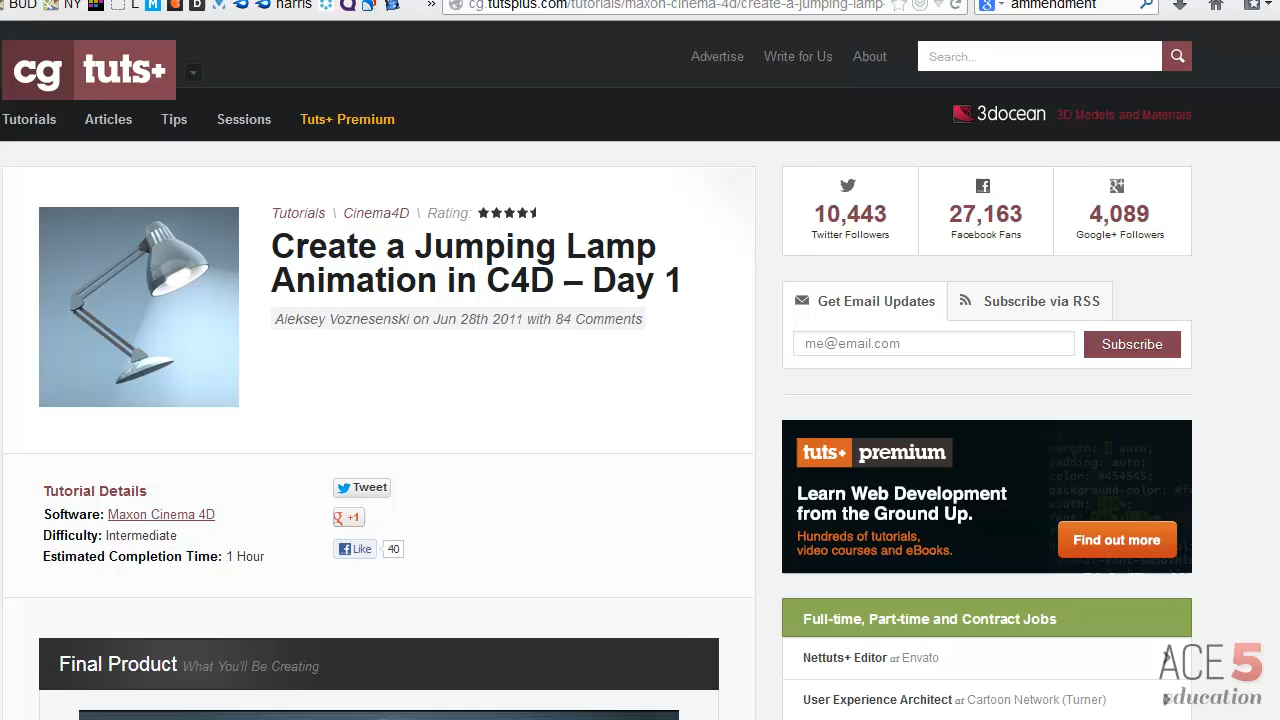 BUD NY L M D harris
»
cg.tutsplus.com/tutorials/maxon-cinema-4d/create-a-jumping-lamp-
ammendment
cg tuts+
Advertise Write for Us About
Search...
Tutorials Articles Tips Sessions Tuts+ Premium
3docean 3D Models and Materials
Tutorials \ Cinema4D \ Rating:
Create a Jumping Lamp
Animation in C4D – Day 1
Aleksey Voznesenski on Jun 28th 2011 with 84 Comments
10,443 27,163 4,089
Twitter Followers Facebook Fans Google+ Followers
Get Email Updates Subscribe via RSS
me@email.com Subscribe
Tutorial Details
Software: Maxon Cinema 4D
Difficulty: Intermediate
Estimated Completion Time: 1 Hour
Tweet
+1
Like 40
tuts+ premium
Learn Web Development
from the Ground Up.
Hundreds of tutorials,
video courses and eBooks.
Find out more
Final Product What You'll Be Creating
Full-time, Part-time and Contract Jobs
Nettuts+ Editor at Envato
User Experience Architect at Cartoon Network (Turner)
ACE 5
education